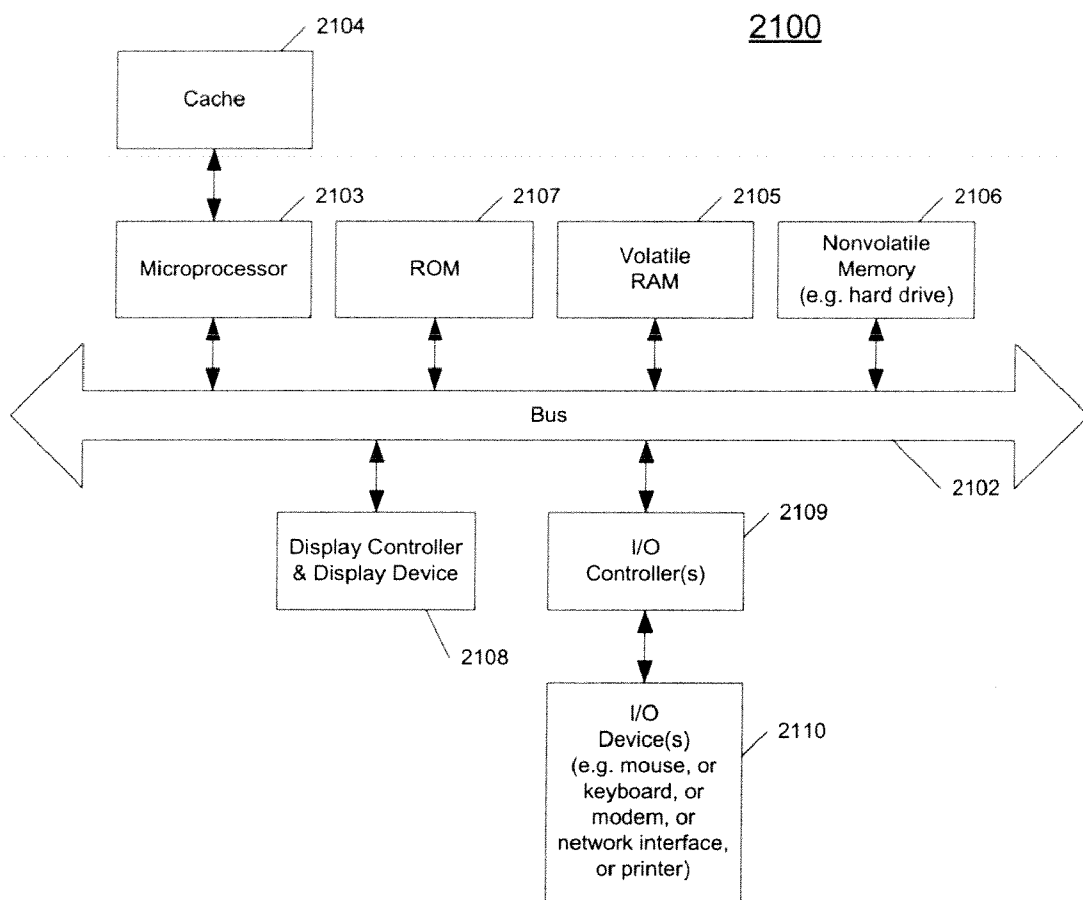 2100
2104
Cache
2103
2107
2105
2106
Microprocessor
ROM
Volatile
RAM
Nonvolatile
Memory
(e.g. hard drive)
Bus
2102
Display Controller
& Display Device
2108
I/O
Controller(s)
2109
I/O
Device(s)
(e.g. mouse, or
keyboard, or
modem, or
network interface,
or printer)
2110